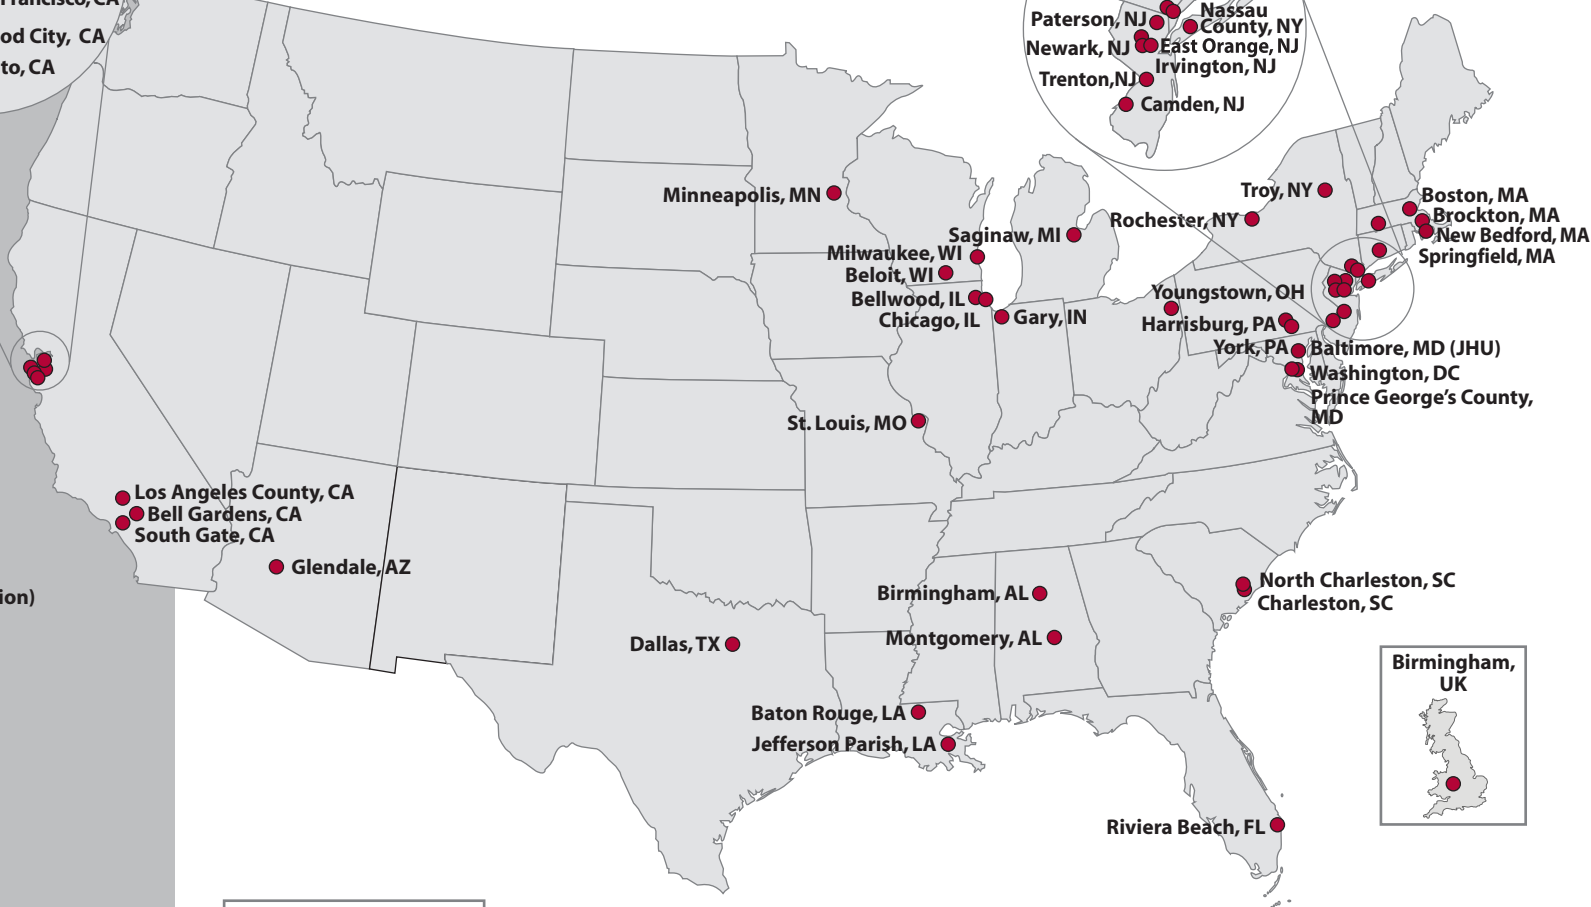 Francisco, CA
od City, CA
to, CA
ion)
Nassau
County, NY
Paterson, NJ
Newark, NJ
East Orange, NJ
Irvington, NJ
Trenton, NJ
Camden, NJ
Minneapolis, MN
Saginaw, MI
Milwaukee, WI
Beloit, WI
Bellwood, IL
Chicago, IL
Gary, IN
Troy, NY
Rochester, NY
Boston, MA
Brockton, MA
New Bedford, MA
Springfield, MA
Youngstown, OH
Harrisburg, PA
York, PA
Baltimore, MD (JHU)
Washington, DC
Prince George's County,
MD
St. Louis, MO
Los Angeles County, CA
Bell Gardens, CA
South Gate, CA
Glendale, AZ
Birmingham, AL
Montgomery, AL
North Charleston, SC
Charleston, SC
Dallas, TX
Baton Rouge, LA
Jefferson Parish, LA
Riviera Beach, FL
Birmingham,
UK